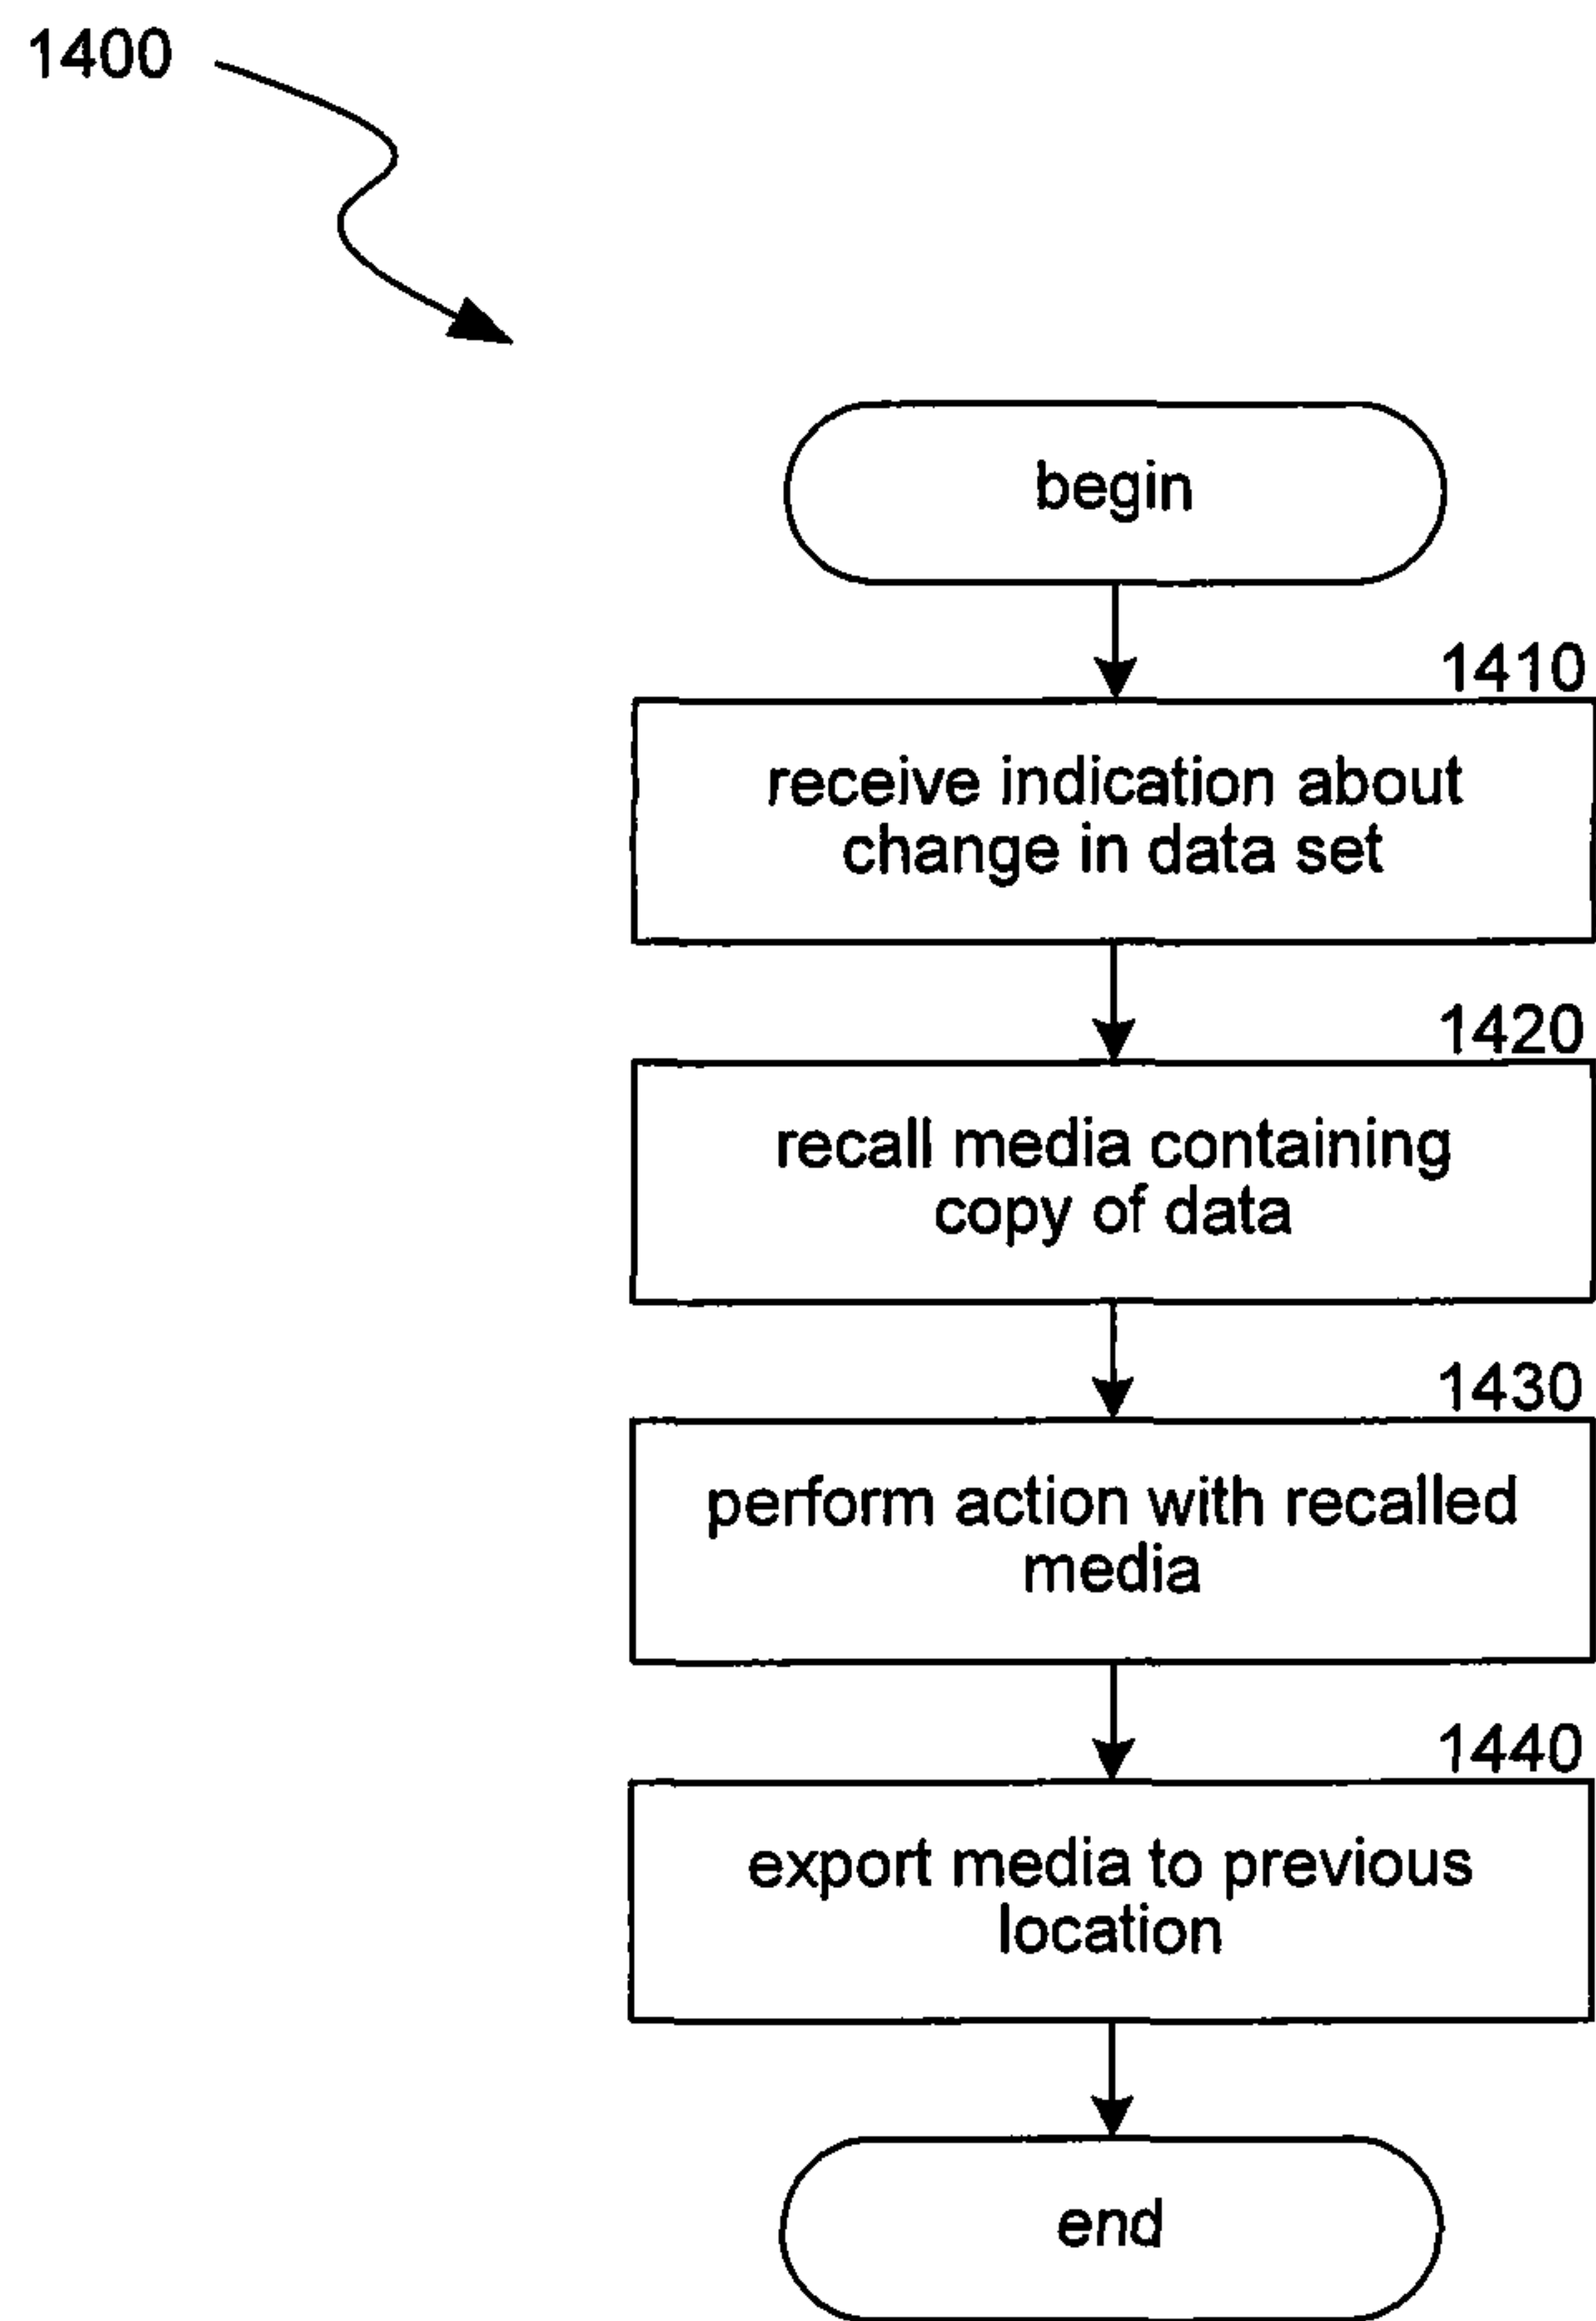 1400
begin
1410
receive indication about
change in data set
1420
recall media containing
copy of data
1430
perform action with recalled
media
1440
export media to previous
location
end